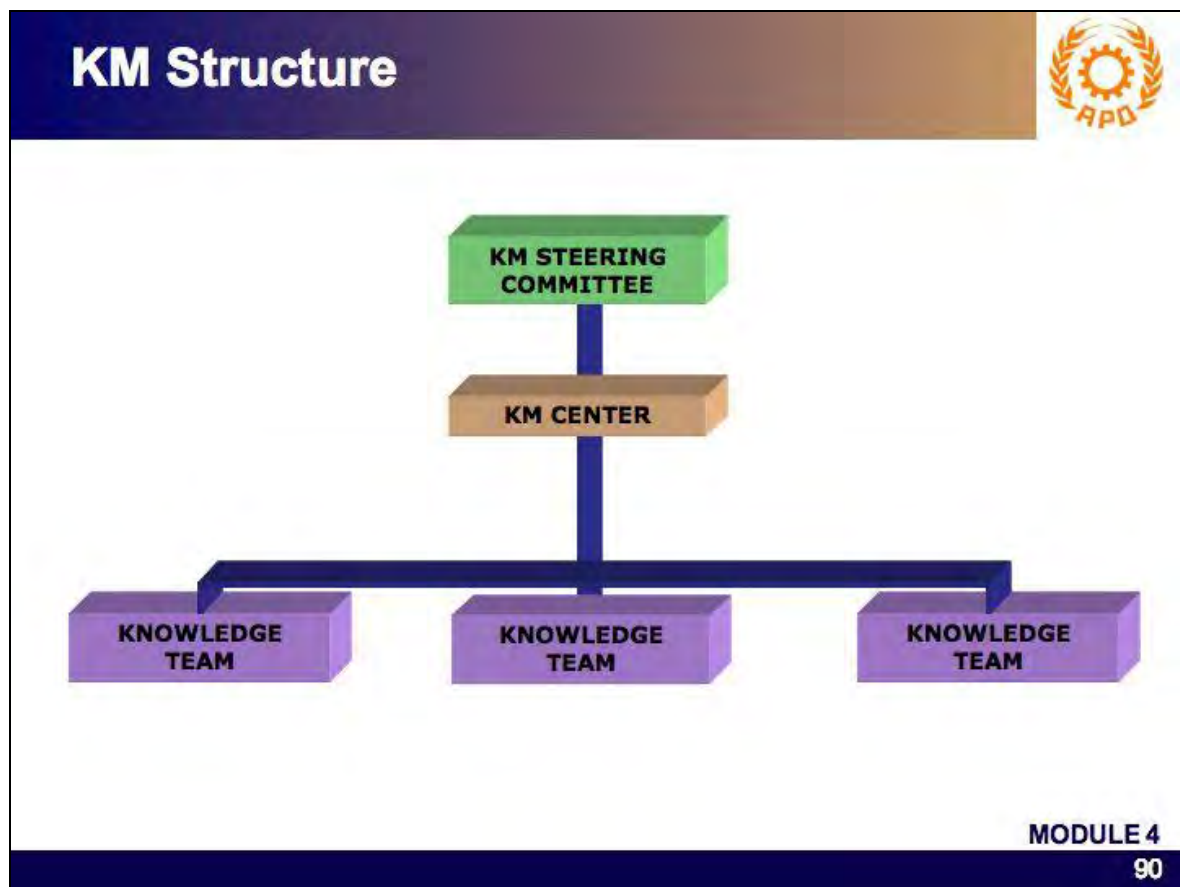 KM Structure
APO
KM STEERING
COMMITTEE
KM CENTER
KNOWLEDGE
TEAM
KNOWLEDGE
TEAM
KNOWLEDGE
TEAM
MODULE 4
90